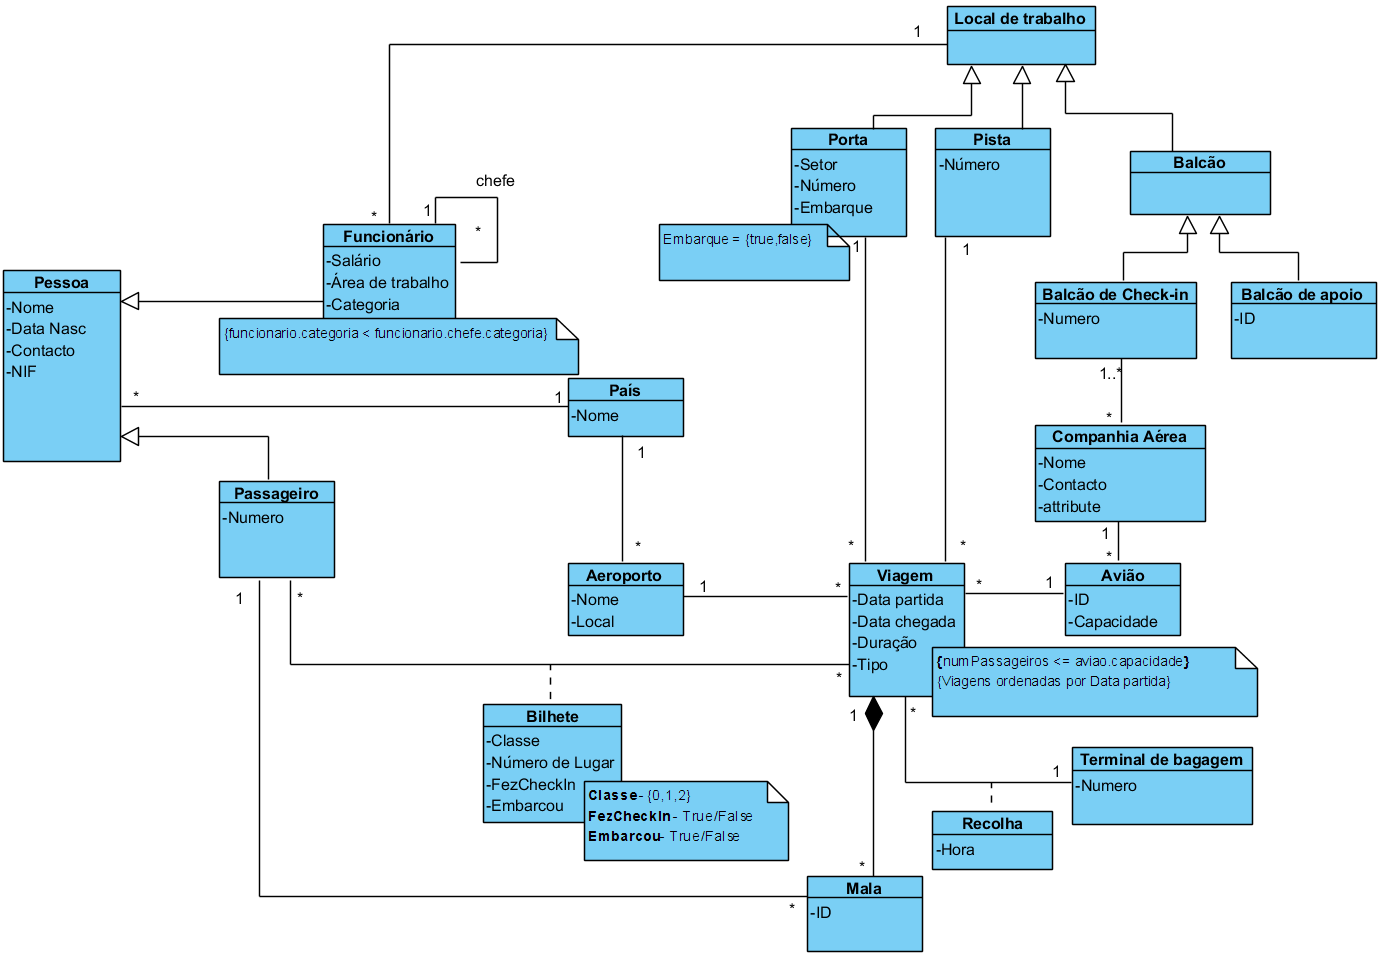 Local de trabalho
1
*
Porta
-Setor
-Número
-Embarque
Embarque = {true,false}
1
Pista
-Número
1
Balcão
chefe
1
*
Funcionário
-Salário
-Área de trabalho
-Categoria
{funcionario.categoria < funcionario.chefe.categoria}
Pessoa
-Nome
-Data Nasc
-Contacto
-NIF
Balcão de Check-in
-Numero
Balcão de apoio
-ID
1..*
*
*
1
País
-Nome
1
*
Companhia Aérea
-Nome
-Contacto
-attribute
1
*
Passageiro
-Numero
1
*
Aeroporto
-Nome
-Local
1
*
*
*
Viagem
-Data partida
-Data chegada
-Duração
-Tipo
*
1
Avião
-ID
-Capacidade
{numPassageiros <= aviao.capacidade}
{Viagens ordenadas por Data partida}
*
1
*
Bilhete
-Classe
-Número de Lugar
-FezCheckIn
-Embarcou
Classe- {0,1,2}
FezCheckIn- True/False
Embarcou- True/False
1
Terminal de bagagem
-Numero
Recolha
-Hora
*
*
Mala
-ID